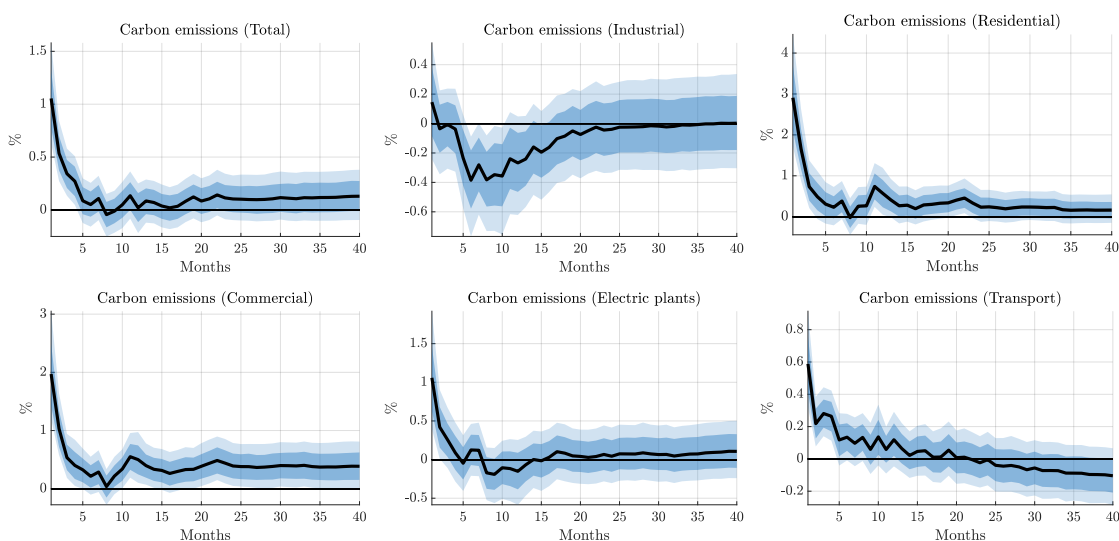 Carbon emissions (Total)
%
1.5
1
0.5
0
5 10 15 20 25 30 35 40
Months
Carbon emissions (Industrial)
%
0.4
0.2
0
-0.2
-0.4
-0.6
5 10 15 20 25 30 35 40
Months
Carbon emissions (Residential)
%
4
3
2
1
0
5 10 15 20 25 30 35 40
Months
Carbon emissions (Commercial)
%
3
2
1
0
5 10 15 20 25 30 35 40
Months
Carbon emissions (Electric plants)
%
1.5
1
0.5
0
-0.5
5 10 15 20 25 30 35 40
Months
Carbon emissions (Transport)
%
0.8
0.6
0.4
0.2
0
-0.2
5 10 15 20 25 30 35 40
Months